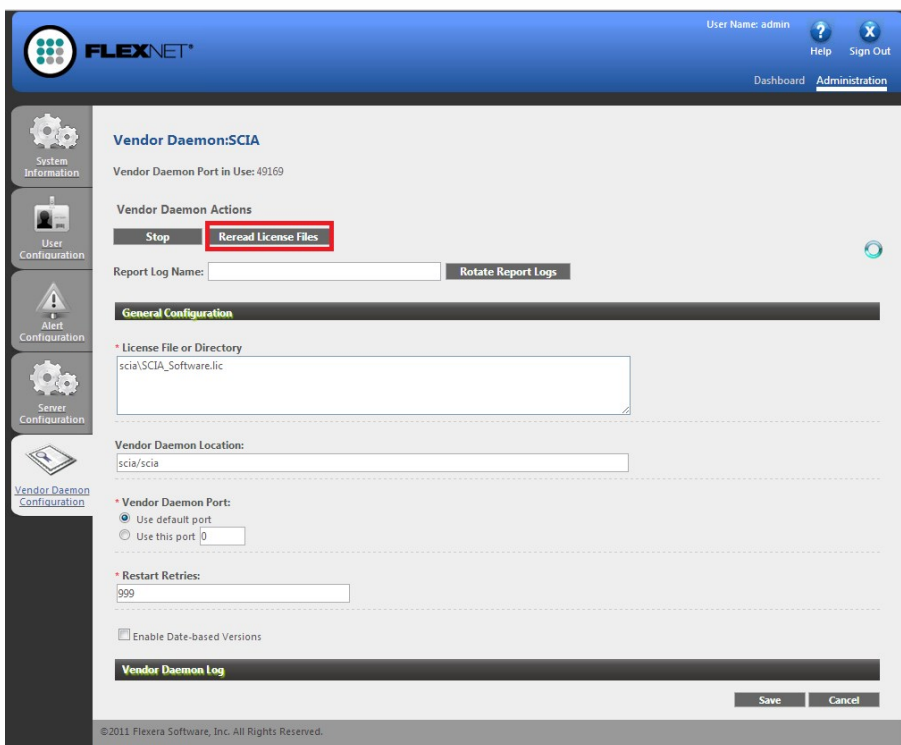 User Name: admin
?
X
FLEXNET®
Help
Sign Out
Dashboard
Administration
System
Information
User
Configuration
Alert
Configuration
Server
Configuration
Vendor Daemon
Configuration
Vendor Daemon:SCIA
Vendor Daemon Port in Use: 49169
Vendor Daemon Actions
Stop
Reread License Files
Report Log Name:
Rotate Report Logs
General Configuration
* License File or Directory
scia\SCIA_Software.lic
Vendor Daemon Location:
scia/scia
* Vendor Daemon Port:
Use default port
Use this port 0
* Restart Retries:
999
Enable Date-based Versions
Vendor Daemon Log
Save
Cancel
©2011 Flexera Software, Inc. All Rights Reserved.